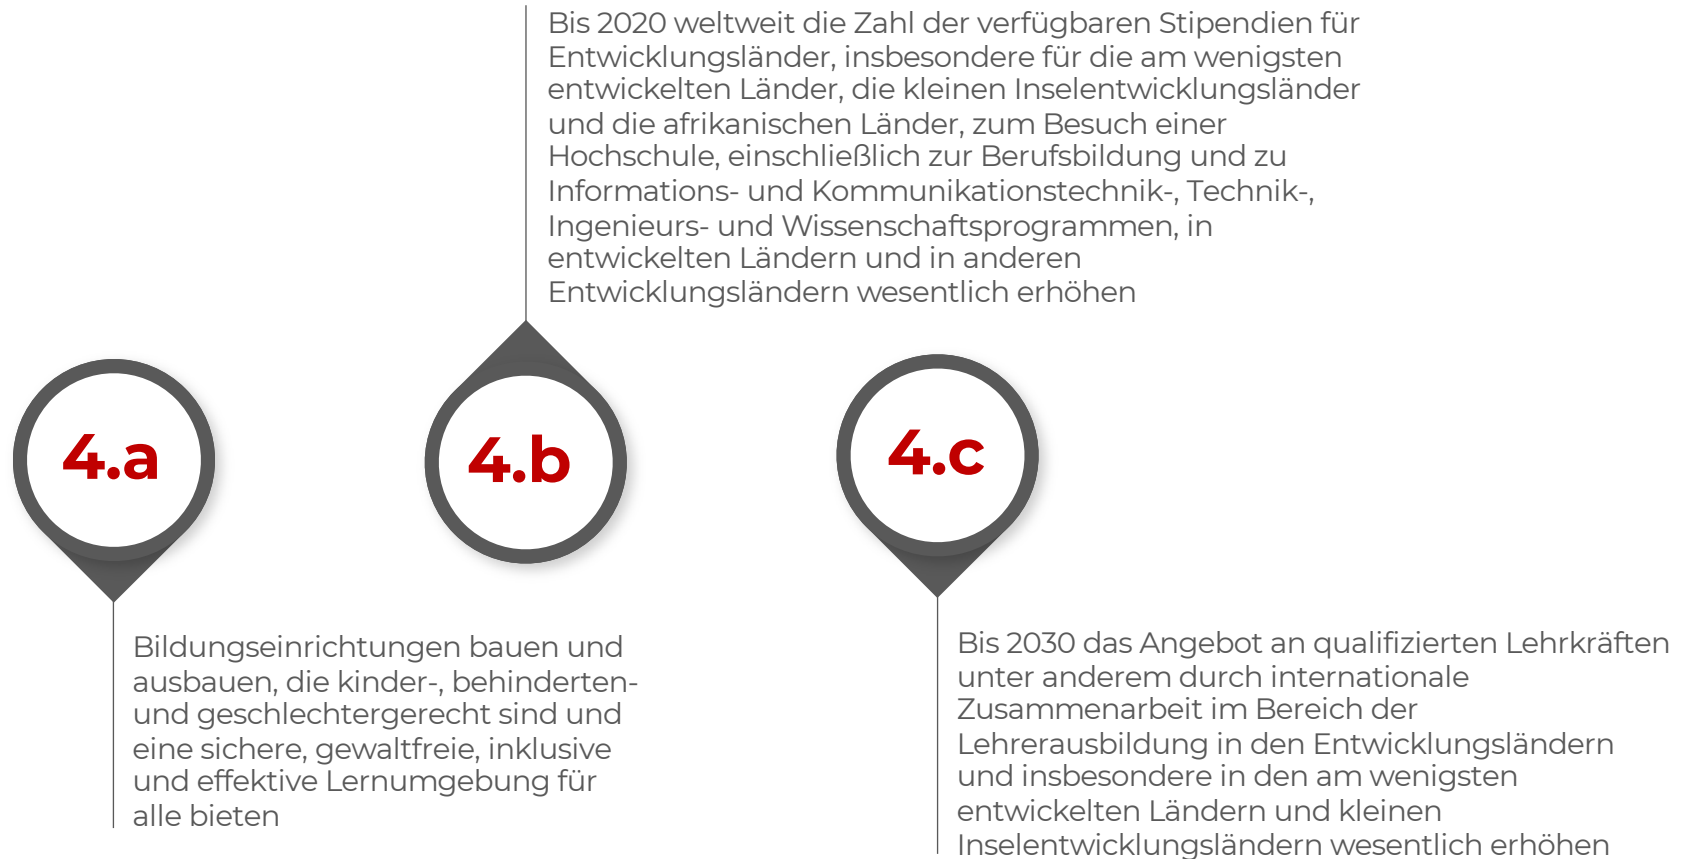 Bis 2020 weltweit die Zahl der verfügbaren Stipendien für
Entwicklungsländer, insbesondere für die am wenigsten
entwickelten Länder, die kleinen Inselentwicklungsländer
und die afrikanischen Länder, zum Besuch einer
Hochschule, einschließlich zur Berufsbildung und zu
Informations- und Kommunikationstechnik-, Technik-,
Ingenieurs- und Wissenschaftsprogrammen, in
entwickelten Ländern und in anderen
Entwicklungsländern wesentlich erhöhen
4.a
4.b
4.c
Bildungseinrichtungen bauen und
ausbauen, die kinder-, behinderten-
und geschlechtergerecht sind und
eine sichere, gewaltfreie, inklusive
und effektive Lernumgebung für
alle bieten
Bis 2030 das Angebot an qualifizierten Lehrkräften
unter anderem durch internationale
Zusammenarbeit im Bereich der
Lehrerausbildung in den Entwicklungsländern
und insbesondere in den am wenigsten
entwickelten Ländern und kleinen
Inselentwicklungsländern wesentlich erhöhen